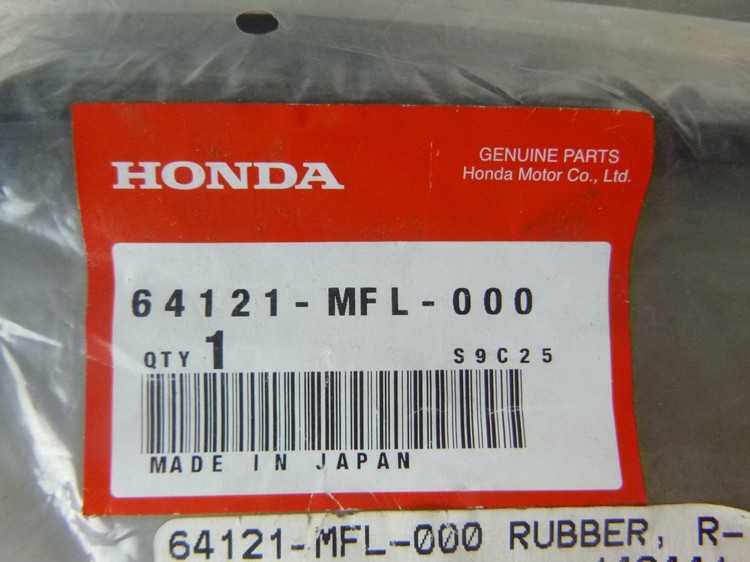 HONDA
GENUINE PARTS
Honda Motor Co., Ltd.
64121-MFL-000
QTY 1 S9C25
MADE IN JAPAN
64121-MFL-000 RUBBER, R-